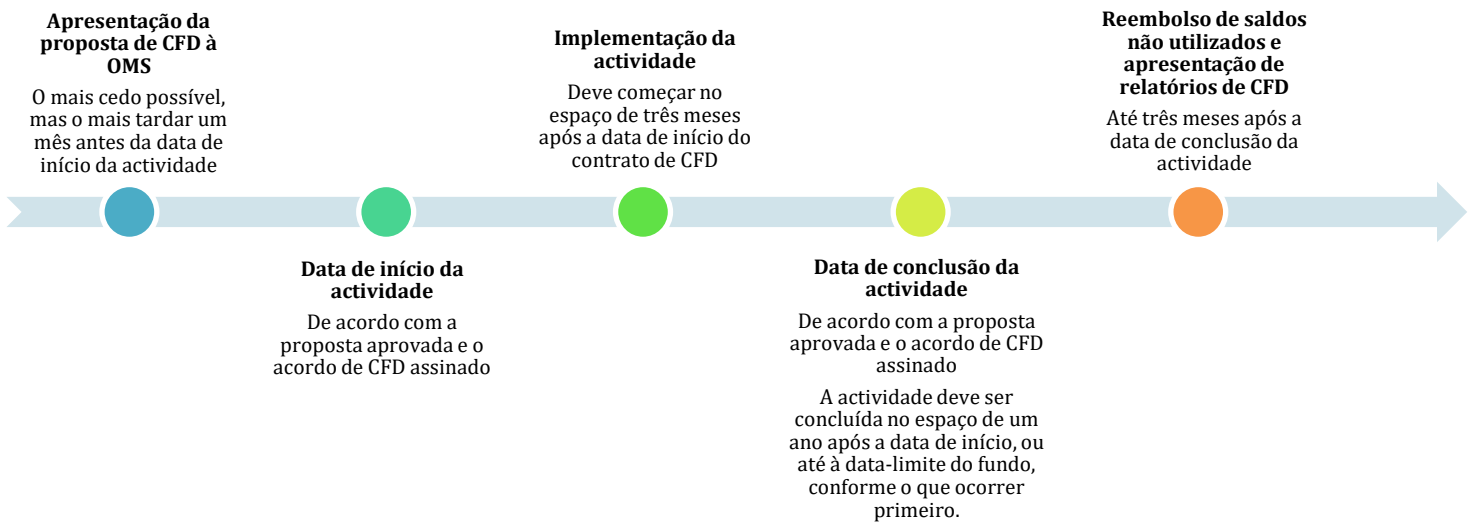 Apresentação da
proposta de CFD à
OMS
O mais cedo possível,
mas o mais tardar um
mês antes da data de
início da actividade
Data de início da
actividade
De acordo com a
proposta aprovada e o
acordo de CFD assinado
Implementação da
actividade
Deve começar no
espaço de três meses
após a data de início do
contrato de CFD
Data de conclusão da
actividade
De acordo com a proposta
aprovada e o acordo de CFD
assinado
A actividade deve ser
concluída no espaço de um
ano após a data de início, ou
até à data-limite do fundo,
conforme o que ocorrer
primeiro.
Reembolso de saldos
não utilizados e
apresentação de
relatórios de CFD
Até três meses após a
data de conclusão da
actividade